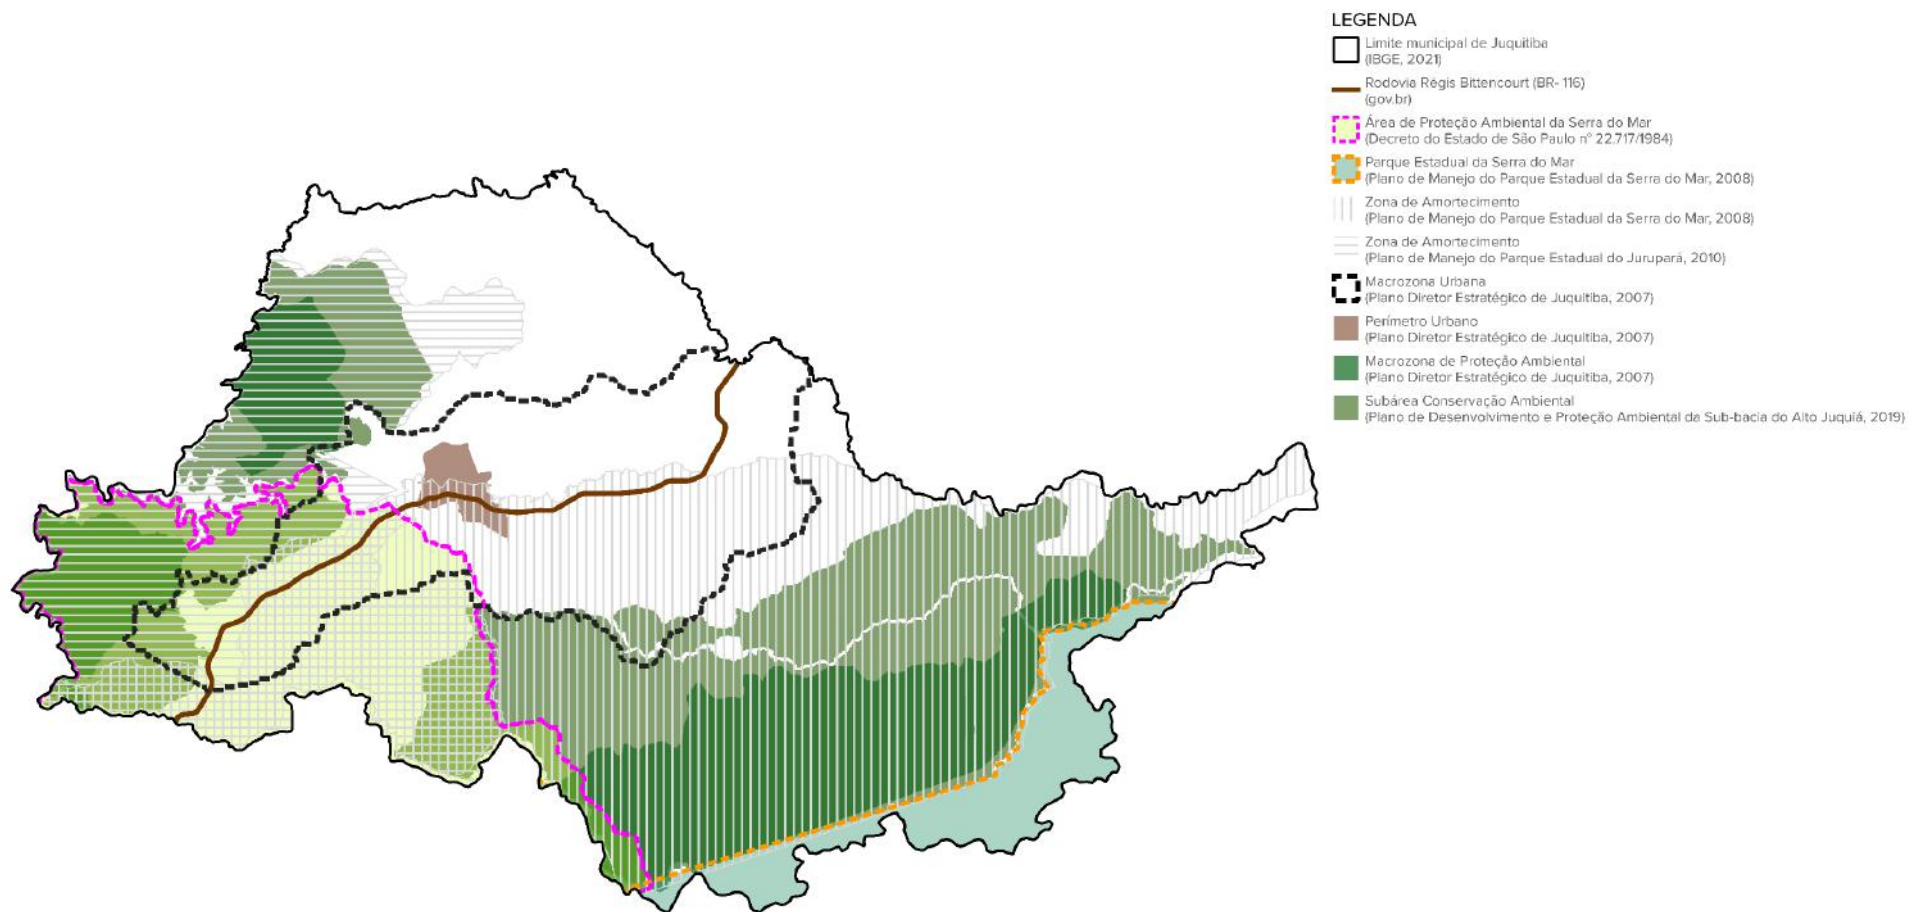 LEGENDA
Limite municipal de Juquitiba
(IBGE, 2021)
Rodovia Régis Bittencourt (BR- 116)
(gov.br)
Área de Proteção Ambiental da Serra do Mar
(Decreto do Estado de São Paulo nº 22.717/1984)
Parque Estadual da Serra do Mar
(Plano de Manejo do Parque Estadual da Serra do Mar, 2008)
Zona de Amortecimento
(Plano de Manejo do Parque Estadual da Serra do Mar, 2008)
Zona de Amortecimento
(Plano de Manejo do Parque Estadual do Jurupará, 2010)
Macrozona Urbana
(Plano Diretor Estratégico de Juquitiba, 2007)
Perímetro Urbano
(Plano Diretor Estratégico de Juquitiba, 2007)
Macrozona de Proteção Ambiental
(Plano Diretor Estratégico de Juquitiba, 2007)
Subárea Conservação Ambiental
(Plano de Desenvolvimento e Proteção Ambiental da Sub-bacia do Alto Juquiá, 2019)